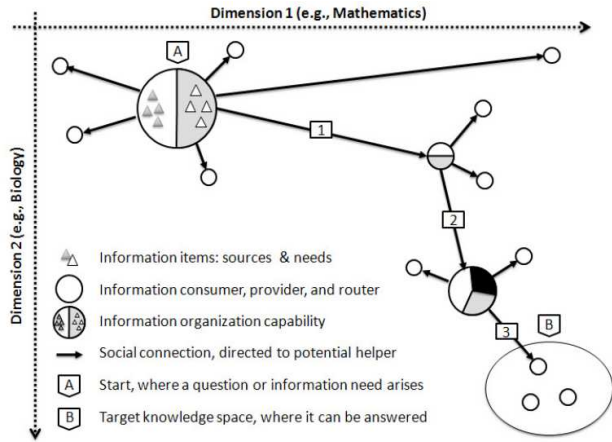 Dimension 1 (e.g., Mathematics)
Dimension 2 (e.g., Biology)
A
1
2
3
B
Information items: sources & needs
Information consumer, provider, and router
Information organization capability
Social connection, directed to potential helper
A Start, where a question or information need arises
B Target knowledge space, where it can be answered